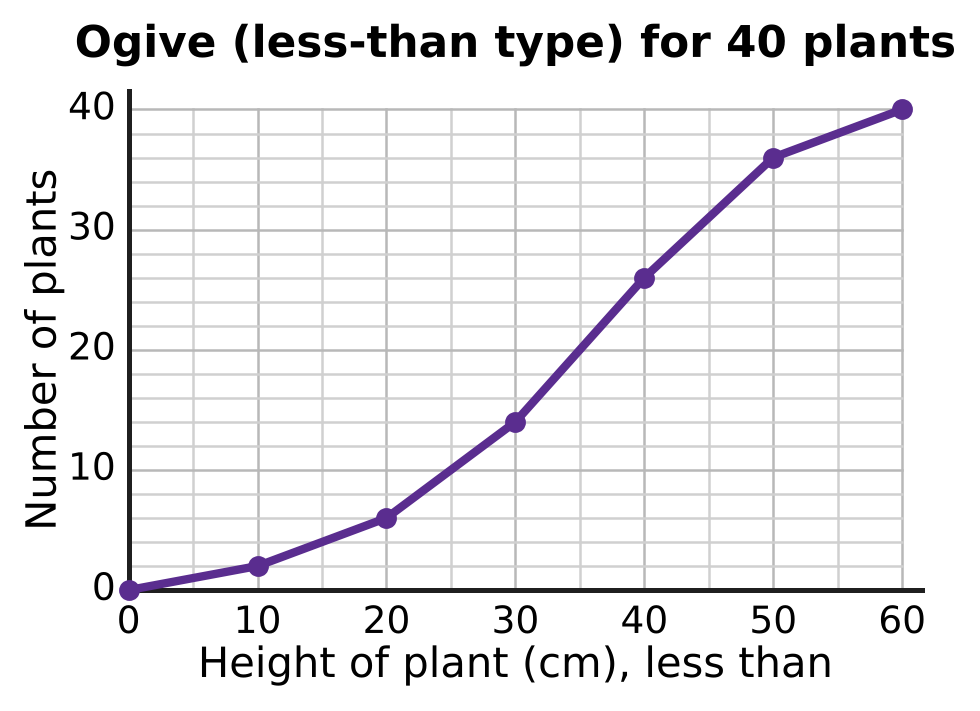 Ogive (less-than type) for 40 plants
Number of plants
40
30
20
10
0
0 10 20 30 40 50 60
Height of plant (cm), less than